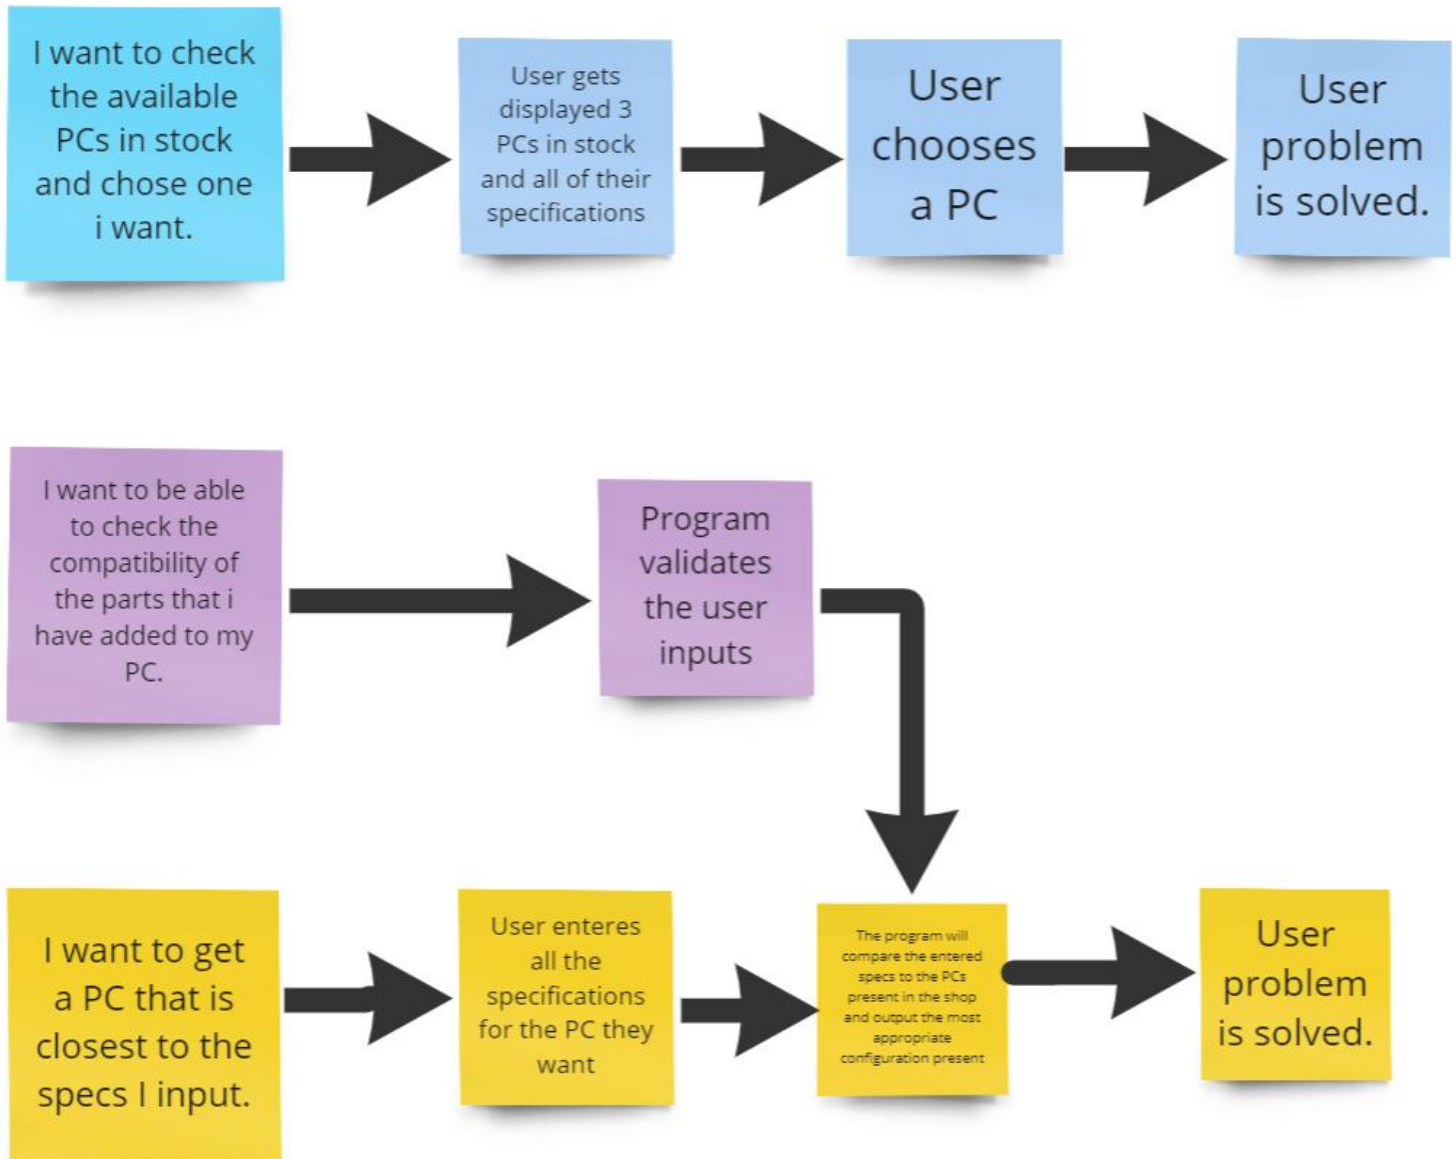 I want to check
the available
PCs in stock
and chose one
i want.
User gets
displayed 3
PCs in stock
and all of their
specifications
User
chooses
a PC
User
problem
is solved.
I want to be able
to check the
compatibility of
the parts that i
have added to my
PC.
Program
validates
the user
inputs
I want to get
a PC that is
closest to the
specs I input.
User enteres
all the
specifications
for the PC they
want
The program will
compare the entered
specs to the PCs
present in the shop
and output the most
appropriate
configuration present
User
problem
is solved.